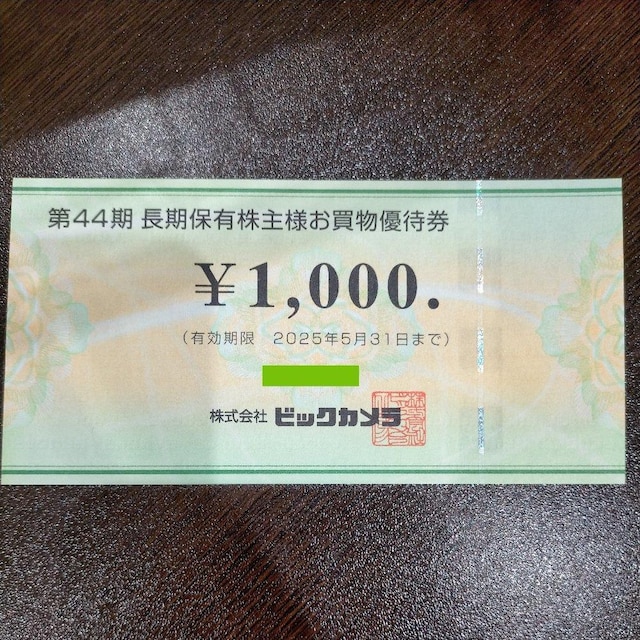 第44期 長期保有株主様お買物優待券
￥1,000.
（有効期限　2025年5月31日まで）
株式会社 ビックカメラ